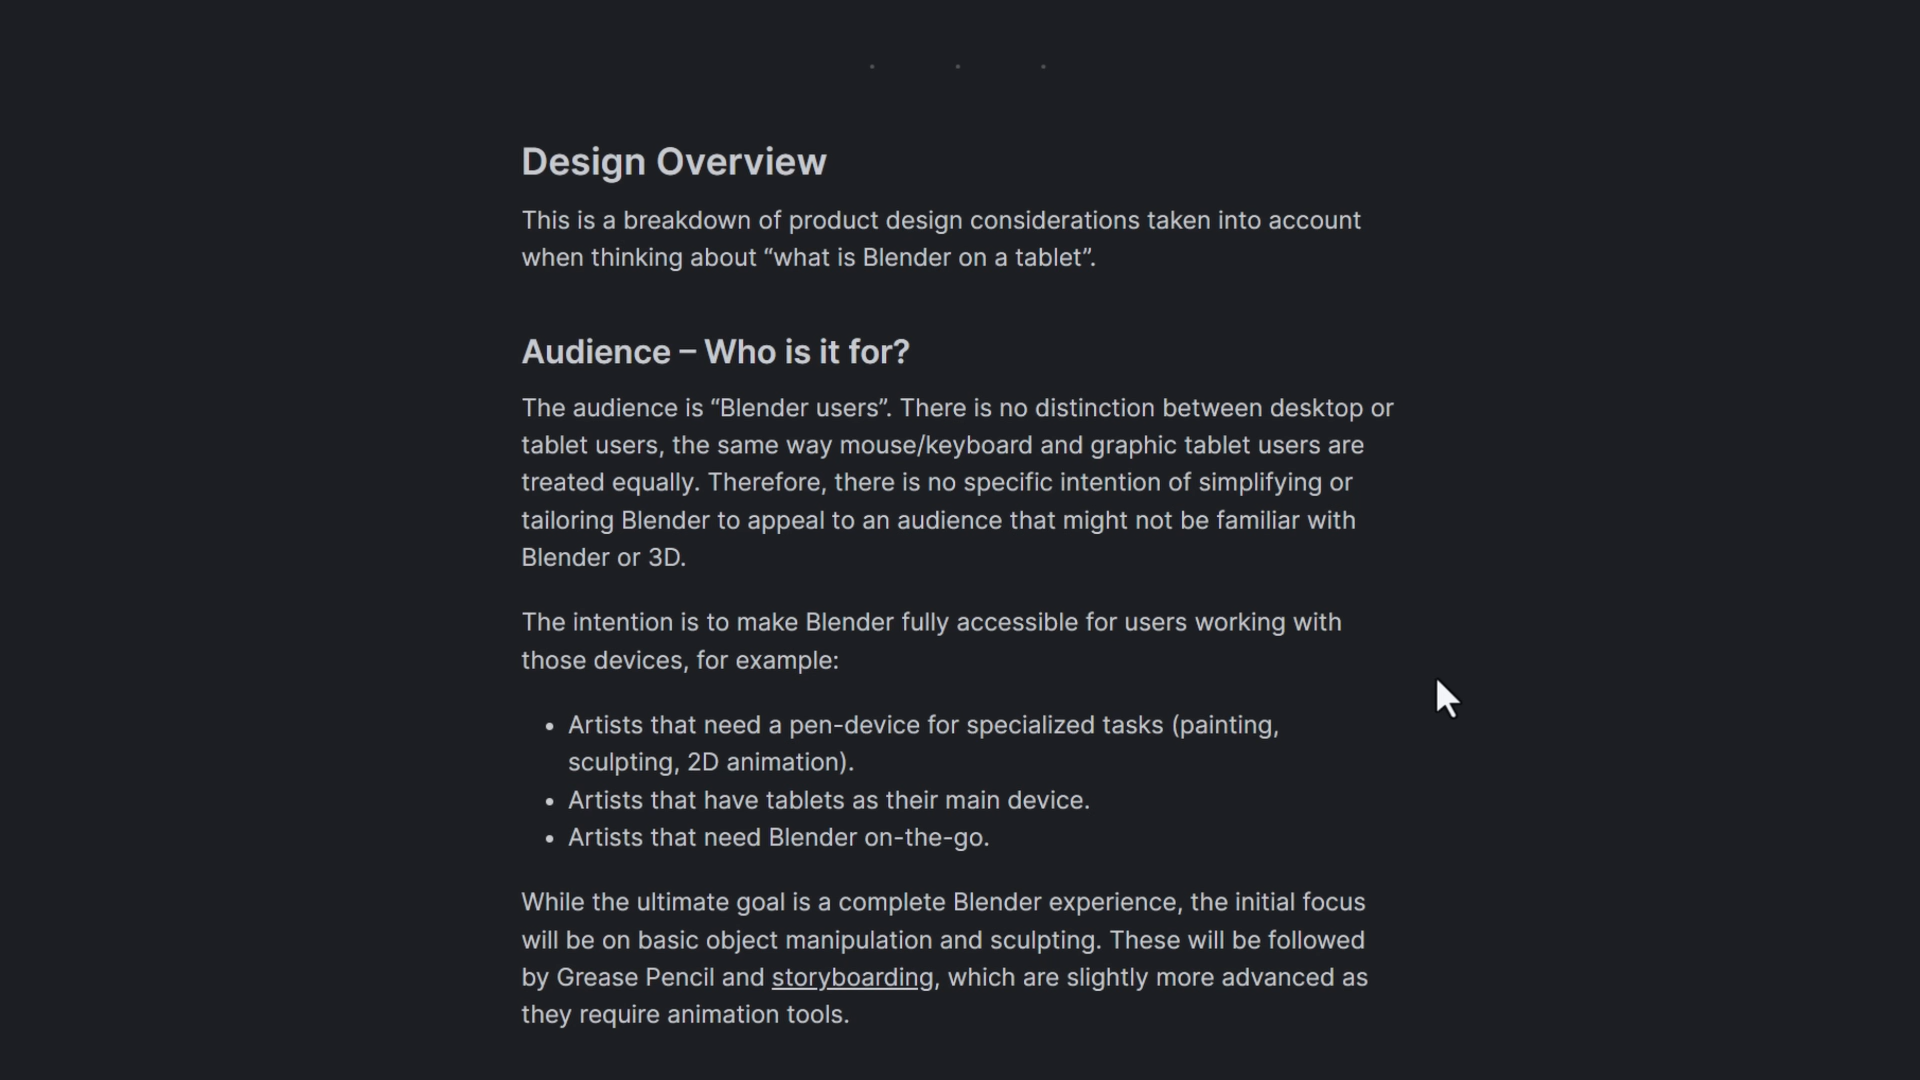 Design Overview
This is a breakdown of product design considerations taken into account
when thinking about “what is Blender on a tablet”.
Audience – Who is it for?
The audience is “Blender users”. There is no distinction between desktop or
tablet users, the same way mouse/keyboard and graphic tablet users are
treated equally. Therefore, there is no specific intention of simplifying or
tailoring Blender to appeal to an audience that might not be familiar with
Blender or 3D.
The intention is to make Blender fully accessible for users working with
those devices, for example:
• Artists that need a pen-device for specialized tasks (painting,
sculpting, 2D animation).
• Artists that have tablets as their main device.
• Artists that need Blender on-the-go.
While the ultimate goal is a complete Blender experience, the initial focus
will be on basic object manipulation and sculpting. These will be followed
by Grease Pencil and storyboarding, which are slightly more advanced as
they require animation tools.